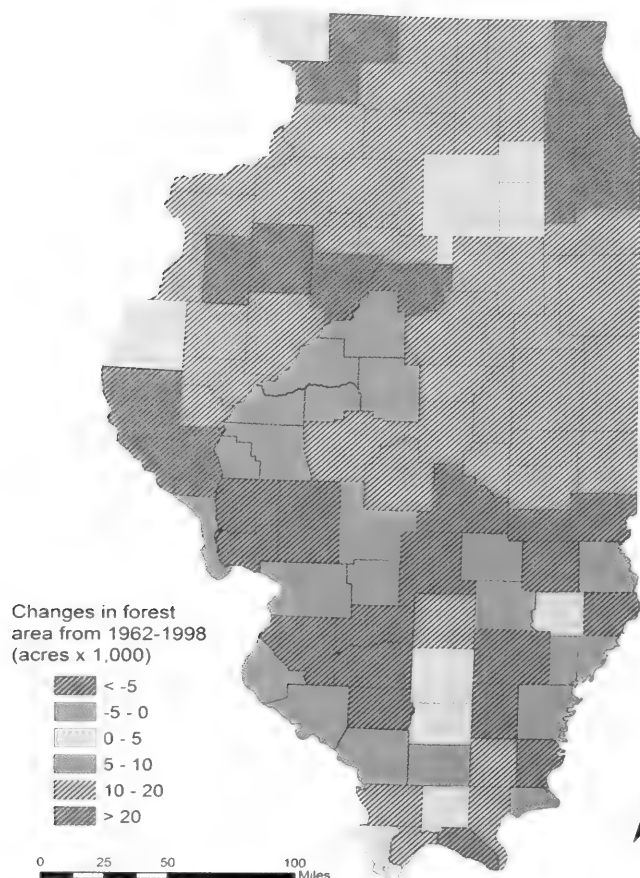 Changes in forest
area from 1962-1998
(acres x 1,000)
< -5
-5 - 0
0 - 5
5 - 10
10 - 20
> 20
0 25 50 100
Miles